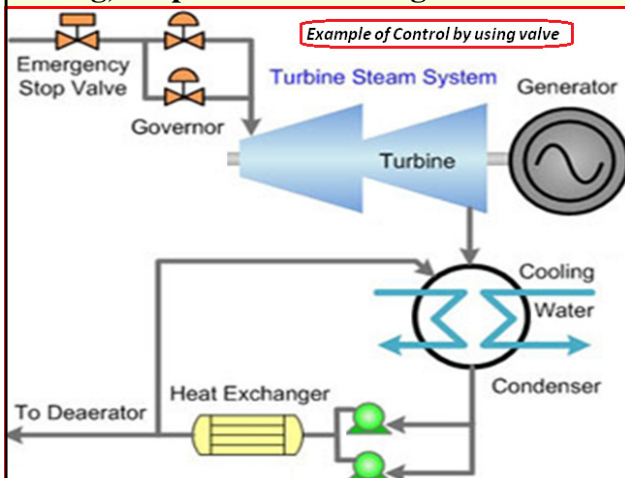 Example of Control by using valve
Emergency
Stop Valve
Governor
Turbine Steam System
Generator
Turbine
Cooling
Water
Condenser
Heat Exchanger
To Deaerator